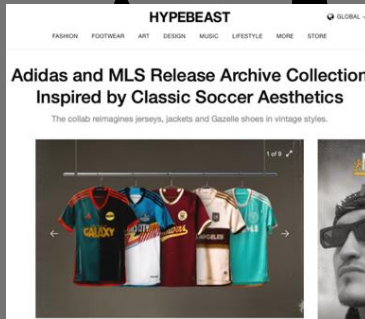 HYPEBEAST
GLOBAL
FASHION FOOTWEAR ART DESIGN MUSIC LIFESTYLE MORE STORE
Adidas and MLS Release Archive Collection
Inspired by Classic Soccer Aesthetics
The collab reimagines jerseys, jackets and Gazelle shoes in vintage styles.
1 of 9
GALAXY